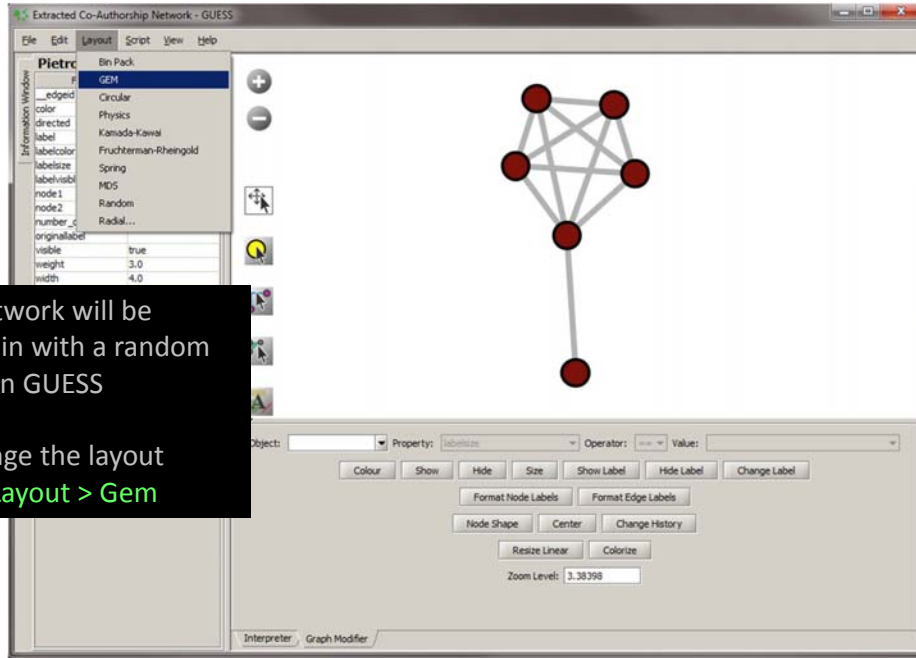 Extracted Co-Authorship Network - GUESS
File Edit Layout Script View Help
Information Window
Bin Pack
GEM
Circular
Physics
Kamada-Kawai
Fruchterman-Rheingold
Spring
MDS
Random
Radial...
Pietro
F
__edgeid
color
directed
label
labelcolor
labelsize
labelvisibl
node1
node2
number_o
originallabel
visible true
weight 3.0
width 4.0
twork will be
in with a random
n GUESS
nge the layout
Layout > Gem
A
Object: Property: labelsize Operator: == Value:
Colour Show Hide Size Show Label Hide Label Change Label
Format Node Labels Format Edge Labels
Node Shape Center Change History
Resize Linear Colorize
Zoom Level: 3.38398
Interpreter Graph Modifier